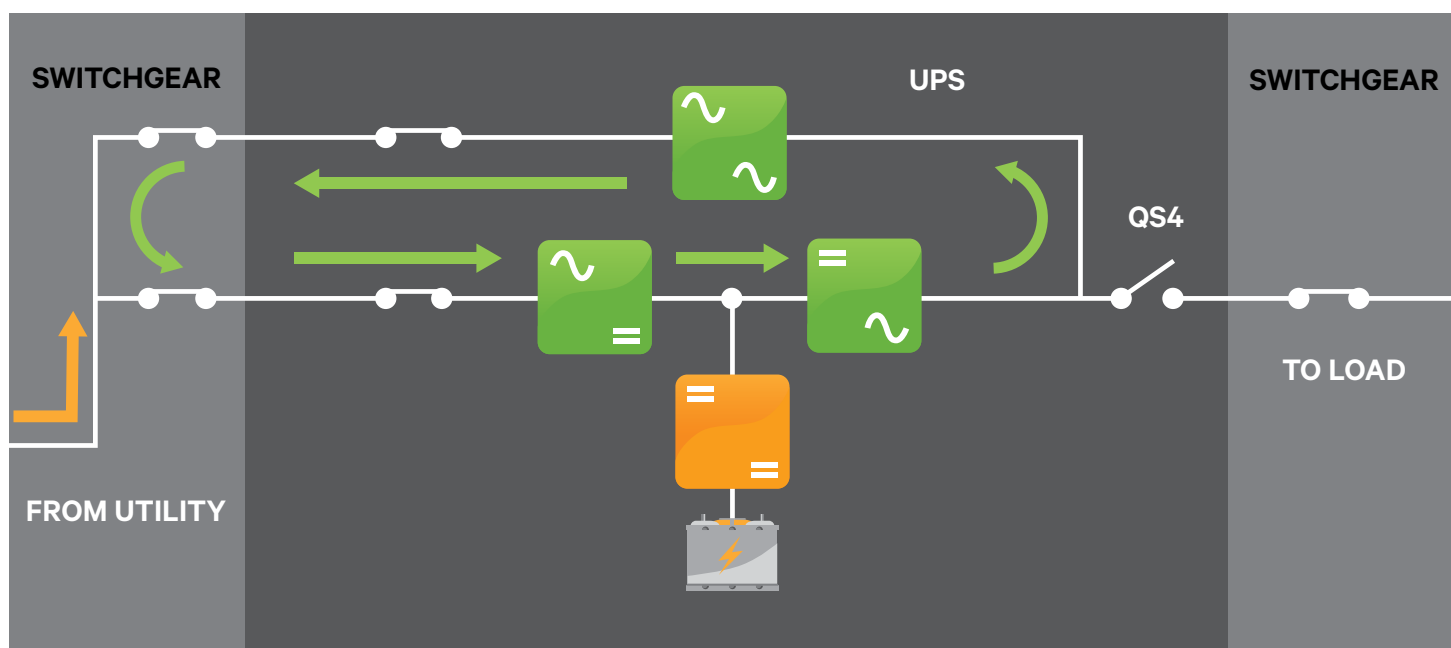 SWITCHGEAR
UPS
SWITCHGEAR
QS4
TO LOAD
FROM UTILITY